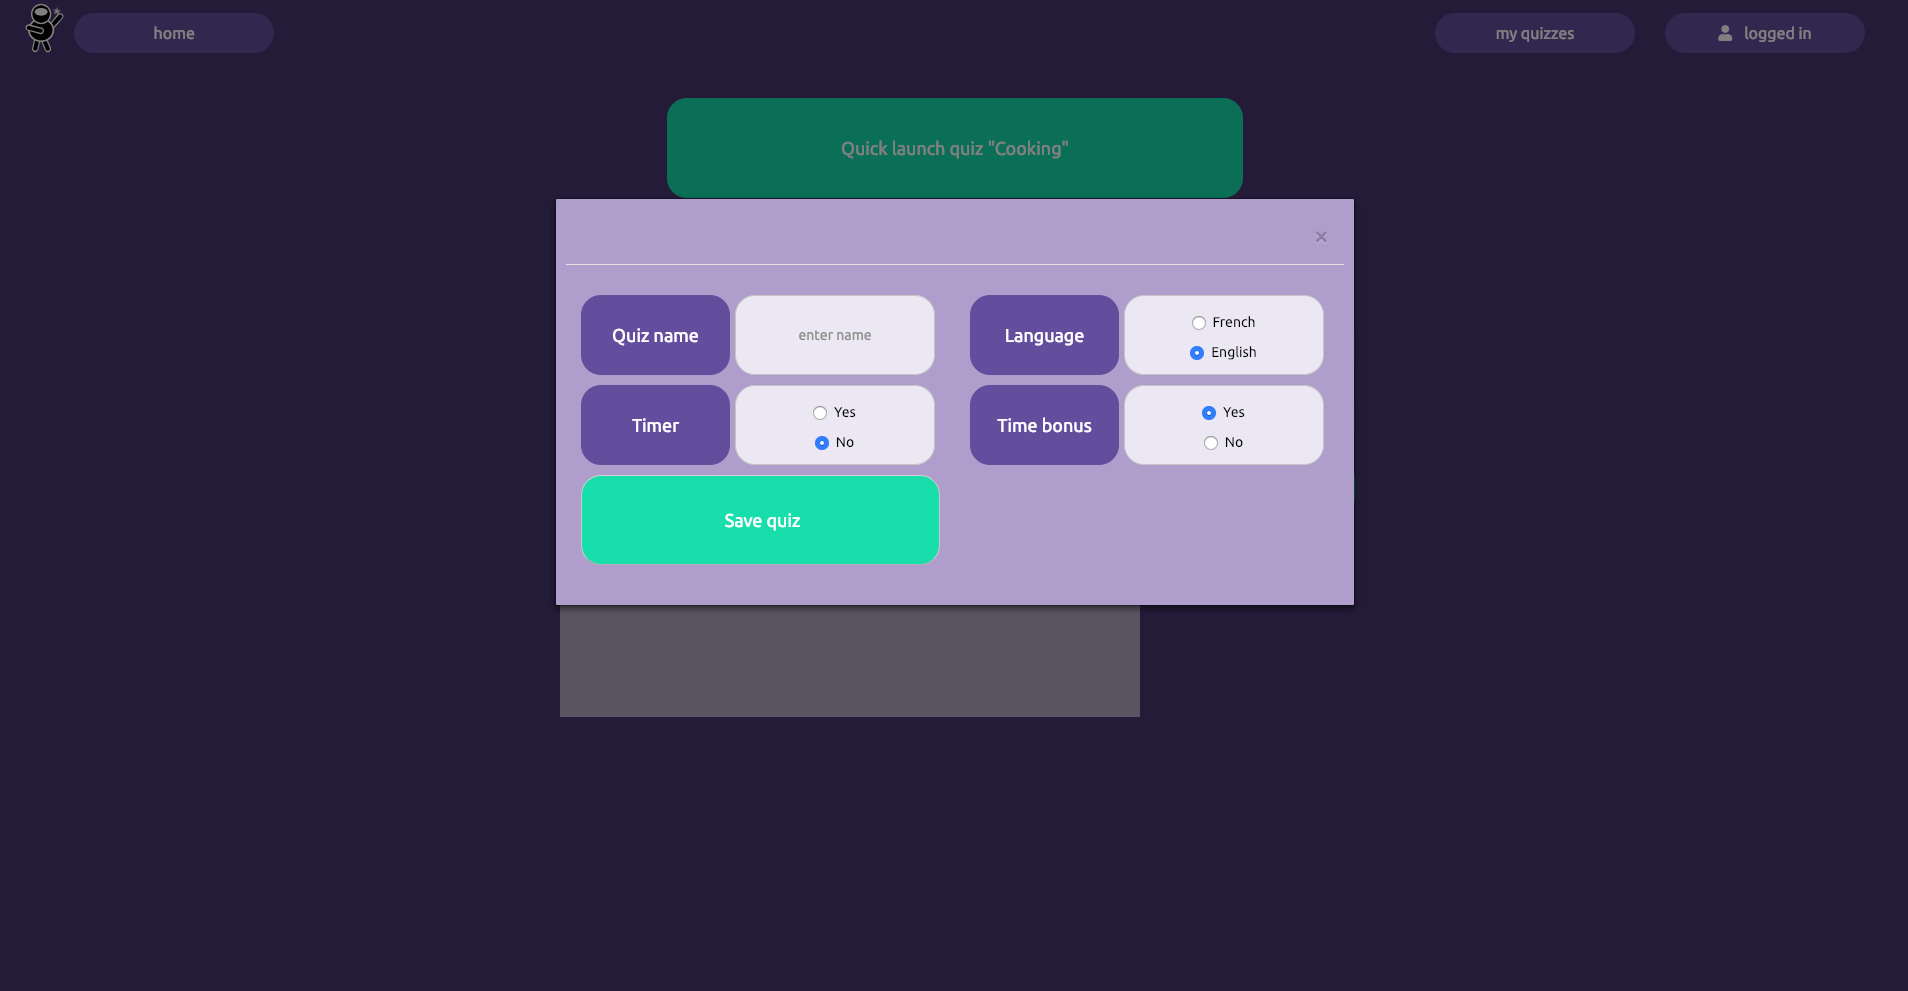 home
my quizzes
logged in
Quick launch quiz "Cooking"
×
Quiz name
enter name
Language
French
English
Timer
Yes
No
Time bonus
Yes
No
Save quiz